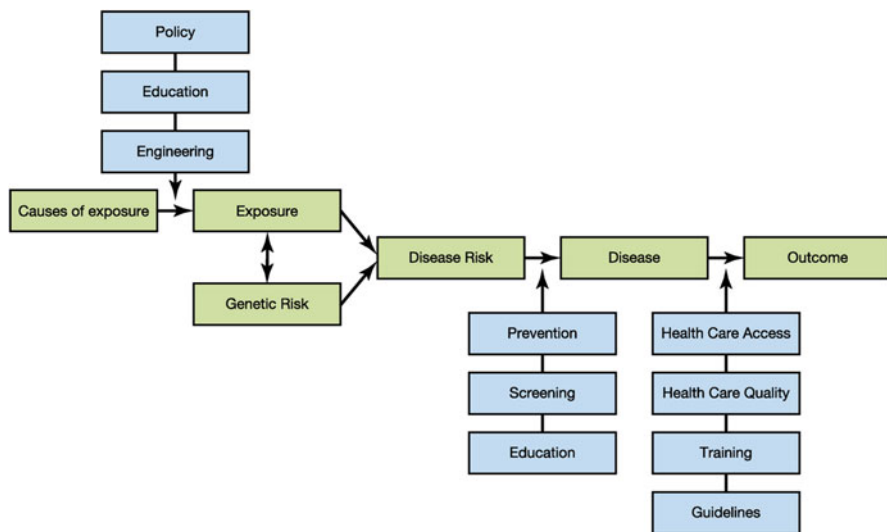 Policy
Education
Engineering
Causes of exposure
Exposure
Genetic Risk
Disease Risk
Disease
Outcome
Prevention
Screening
Education
Health Care Access
Health Care Quality
Training
Guidelines